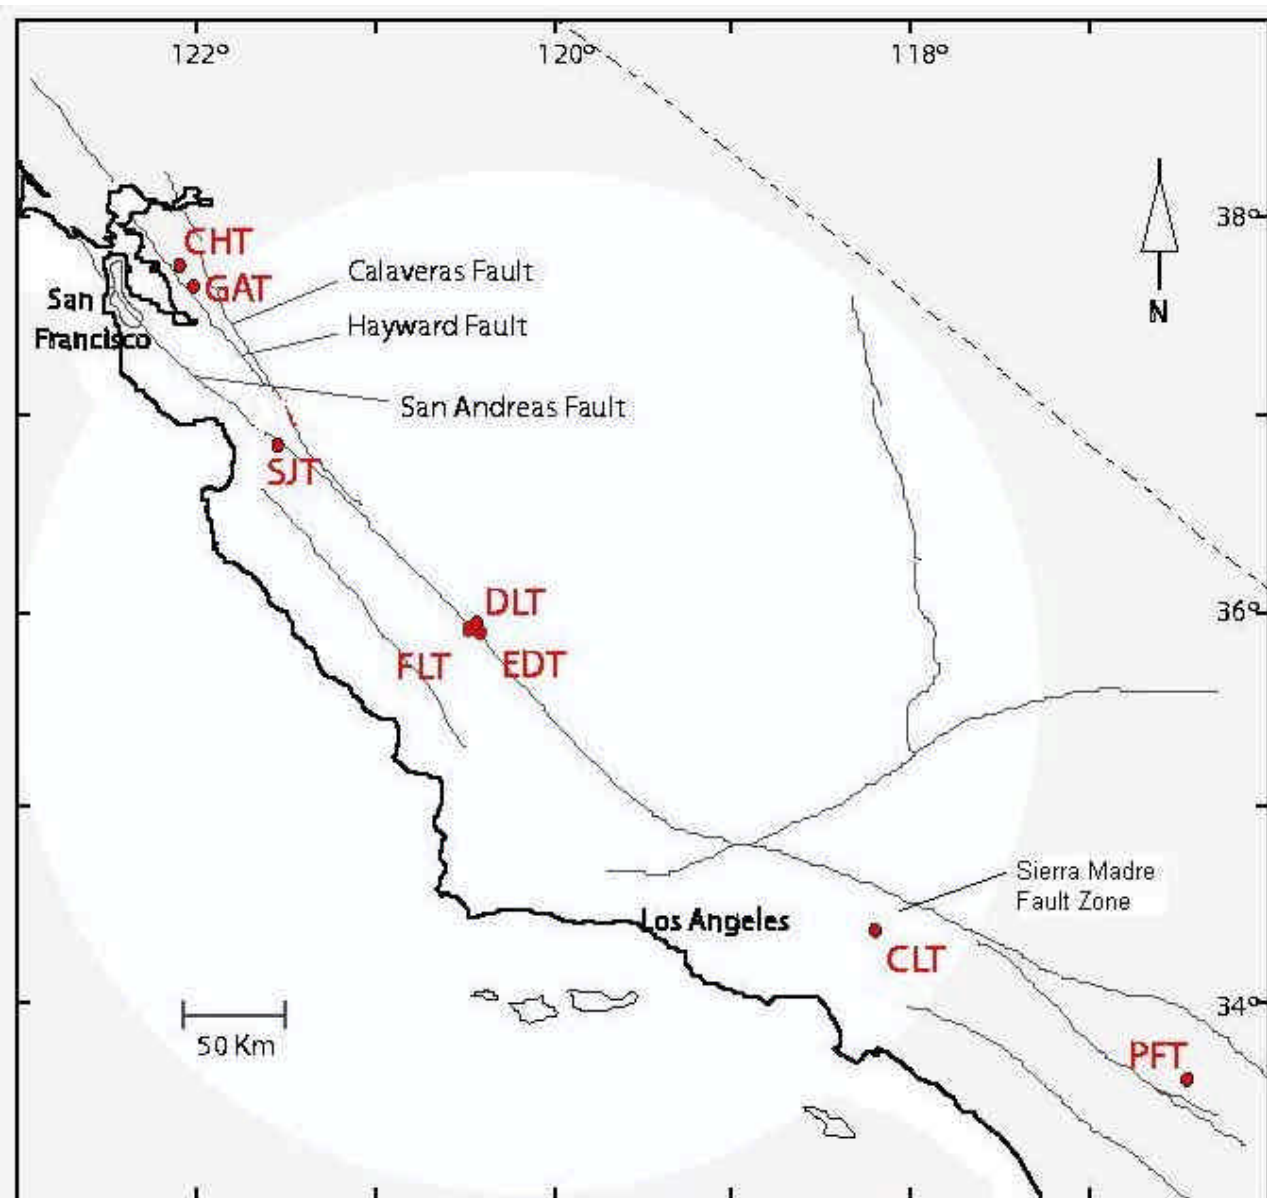 122°
120°
118°
38°
CHT
GAT
Calaveras Fault
San
Francisco
Hayward Fault
N
San Andreas Fault
SJT
DLT
36°
FLT
EDT
Sierra Madre
Fault Zone
Los Angeles
CLT
34°
50 Km
PFT